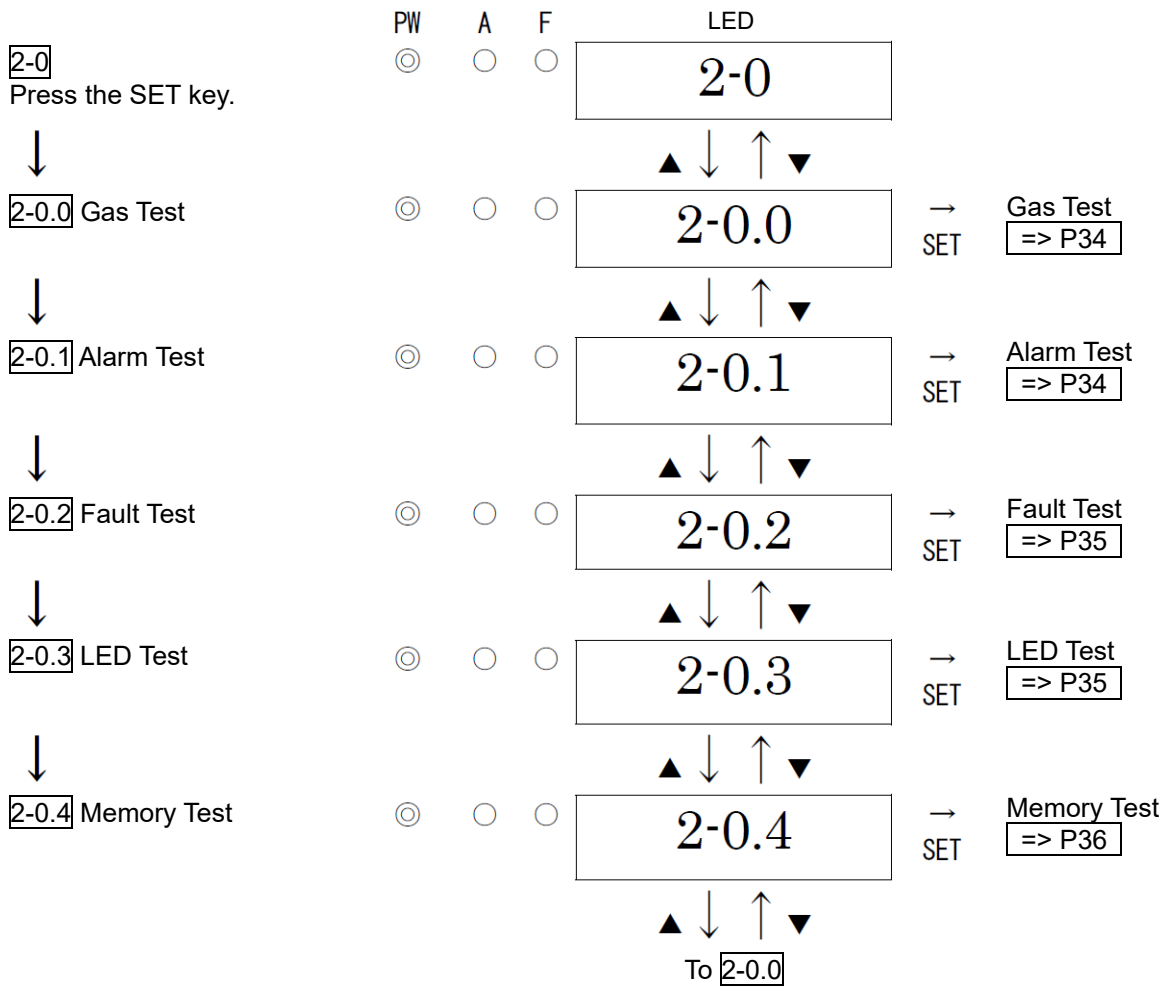 PW A F LED
2-0
Press the SET key.
◎ ○ ○ 2-0
↓
▲ ↓ ↑ ▼
2-0.0 Gas Test ◎ ○ ○ 2-0.0 → SET Gas Test
=> P34
↓
▲ ↓ ↑ ▼
2-0.1 Alarm Test ◎ ○ ○ 2-0.1 → SET Alarm Test
=> P34
↓
▲ ↓ ↑ ▼
2-0.2 Fault Test ◎ ○ ○ 2-0.2 → SET Fault Test
=> P35
↓
▲ ↓ ↑ ▼
2-0.3 LED Test ◎ ○ ○ 2-0.3 → SET LED Test
=> P35
↓
▲ ↓ ↑ ▼
2-0.4 Memory Test ◎ ○ ○ 2-0.4 → SET Memory Test
=> P36
▲ ↓ ↑ ▼
To 2-0.0